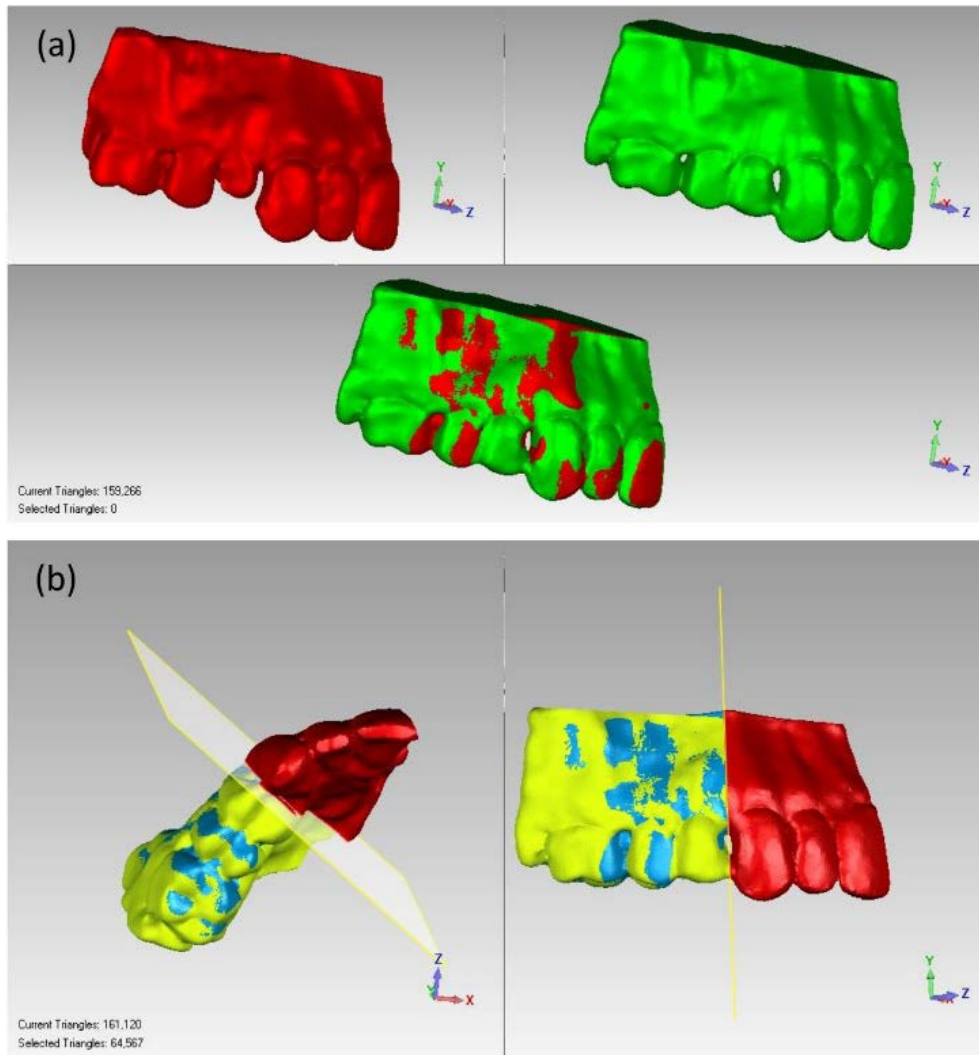 (a)
Y
X
Z
Y
X
Z
Y
X
Z
Current Triangles: 159,266
Selected Triangles: 0
(b)
Z
Y
X
Y
Z
Current Triangles: 161,120
Selected Triangles: 64,567